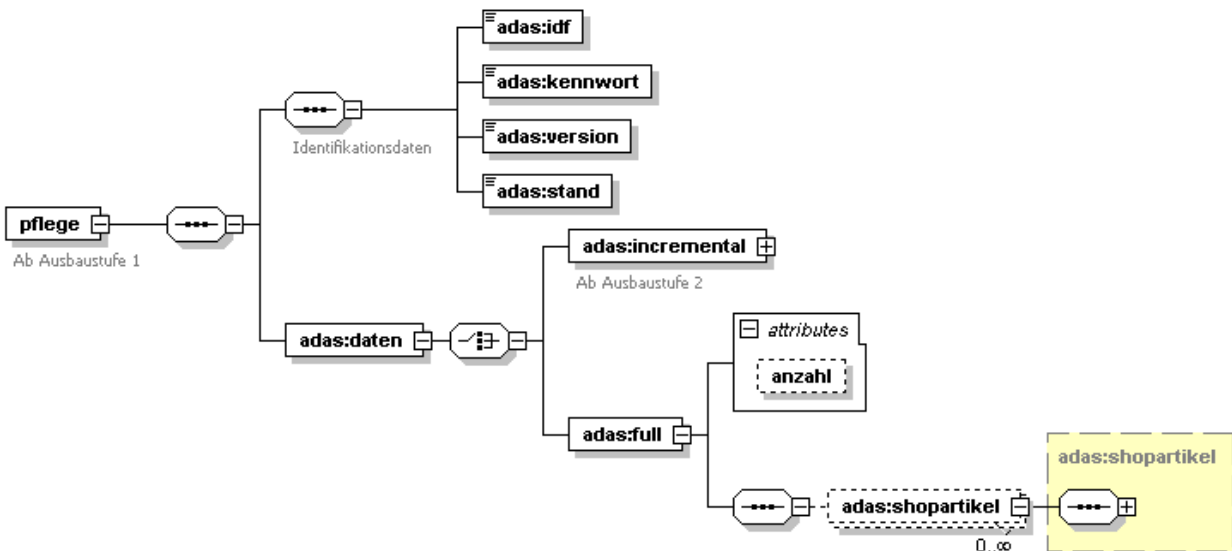 adas:idf
adas:kennwort
Identifikationsdaten
adas:version
adas:stand
pflege
Ab Ausbaustufe 1
adas:incremental
Ab Ausbaustufe 2
adas:daten
attributes
anzahl
adas:full
adas:shopartikel
adas:shopartikel
0..∞